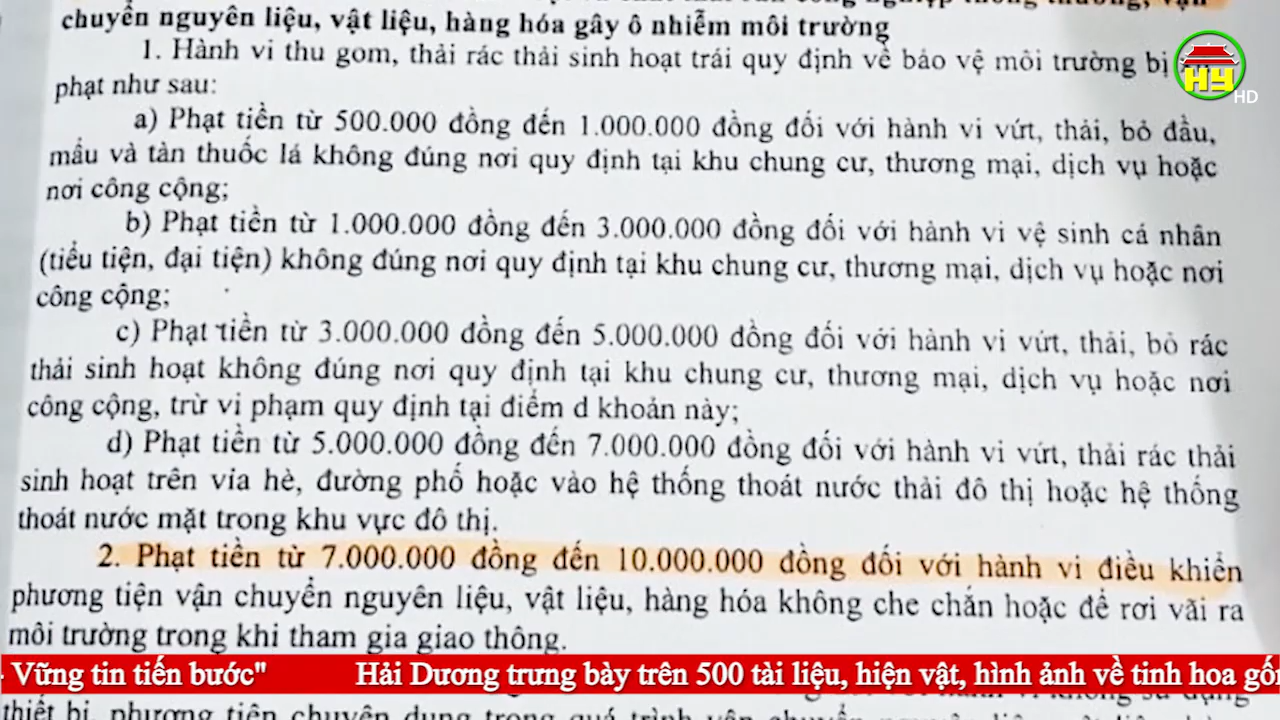 chuyển nguyên liệu, vật liệu, hàng hóa gây ô nhiễm môi trường
1. Hành vi thu gom, thải rác thải sinh hoạt trái quy định về bảo vệ môi trường bị
phạt như sau:
a) Phạt tiền từ 500.000 đồng đến 1.000.000 đồng đối với hành vi vứt, thải, bỏ đầu,
mẩu và tàn thuốc lá không đúng nơi quy định tại khu chung cư, thương mại, dịch vụ hoặc
nơi công cộng;
b) Phạt tiền từ 1.000.000 đồng đến 3.000.000 đồng đối với hành vi vệ sinh cá nhân
(tiểu tiện, đại tiện) không đúng nơi quy định tại khu chung cư, thương mại, dịch vụ hoặc nơi
công cộng;
c) Phạt tiền từ 3.000.000 đồng đến 5.000.000 đồng đối với hành vi vứt, thải, bỏ rác
thải sinh hoạt không đúng nơi quy định tại khu chung cư, thương mại, dịch vụ hoặc nơi
công cộng, trừ vi phạm quy định tại điểm d khoản này;
d) Phạt tiền từ 5.000.000 đồng đến 7.000.000 đồng đối với hành vi vứt, thải rác thải
sinh hoạt trên vỉa hè, đường phố hoặc vào hệ thống thoát nước thải đô thị hoặc hệ thống
thoát nước mặt trong khu vực đô thị.
2. Phạt tiền từ 7.000.000 đồng đến 10.000.000 đồng đối với hành vi điều khiển
phương tiện vận chuyển nguyên liệu, vật liệu, hàng hóa không che chắn hoặc để rơi vãi ra
môi trường trong khi tham gia giao thông.
Vững tin tiến bước" Hải Dương trưng bày trên 500 tài liệu, hiện vật, hình ảnh về tinh hoa gốm
thiết bị, phương tiện chuyên dụng trong quá trình vận chuyển nguyên liệu
HY
HD